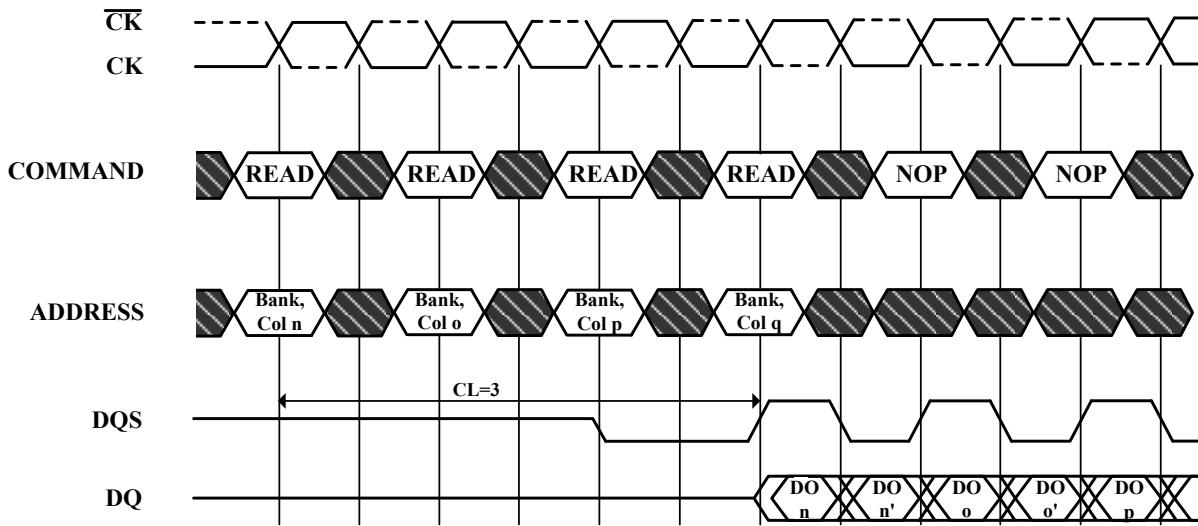 CK
CK
COMMAND
READ
READ
READ
READ
NOP
NOP
ADDRESS
Bank,
Col n
Bank,
Col o
Bank,
Col p
Bank,
Col q
CL=3
DQS
DQ
DO
n
DO
n'
DO
o
DO
o'
DO
p